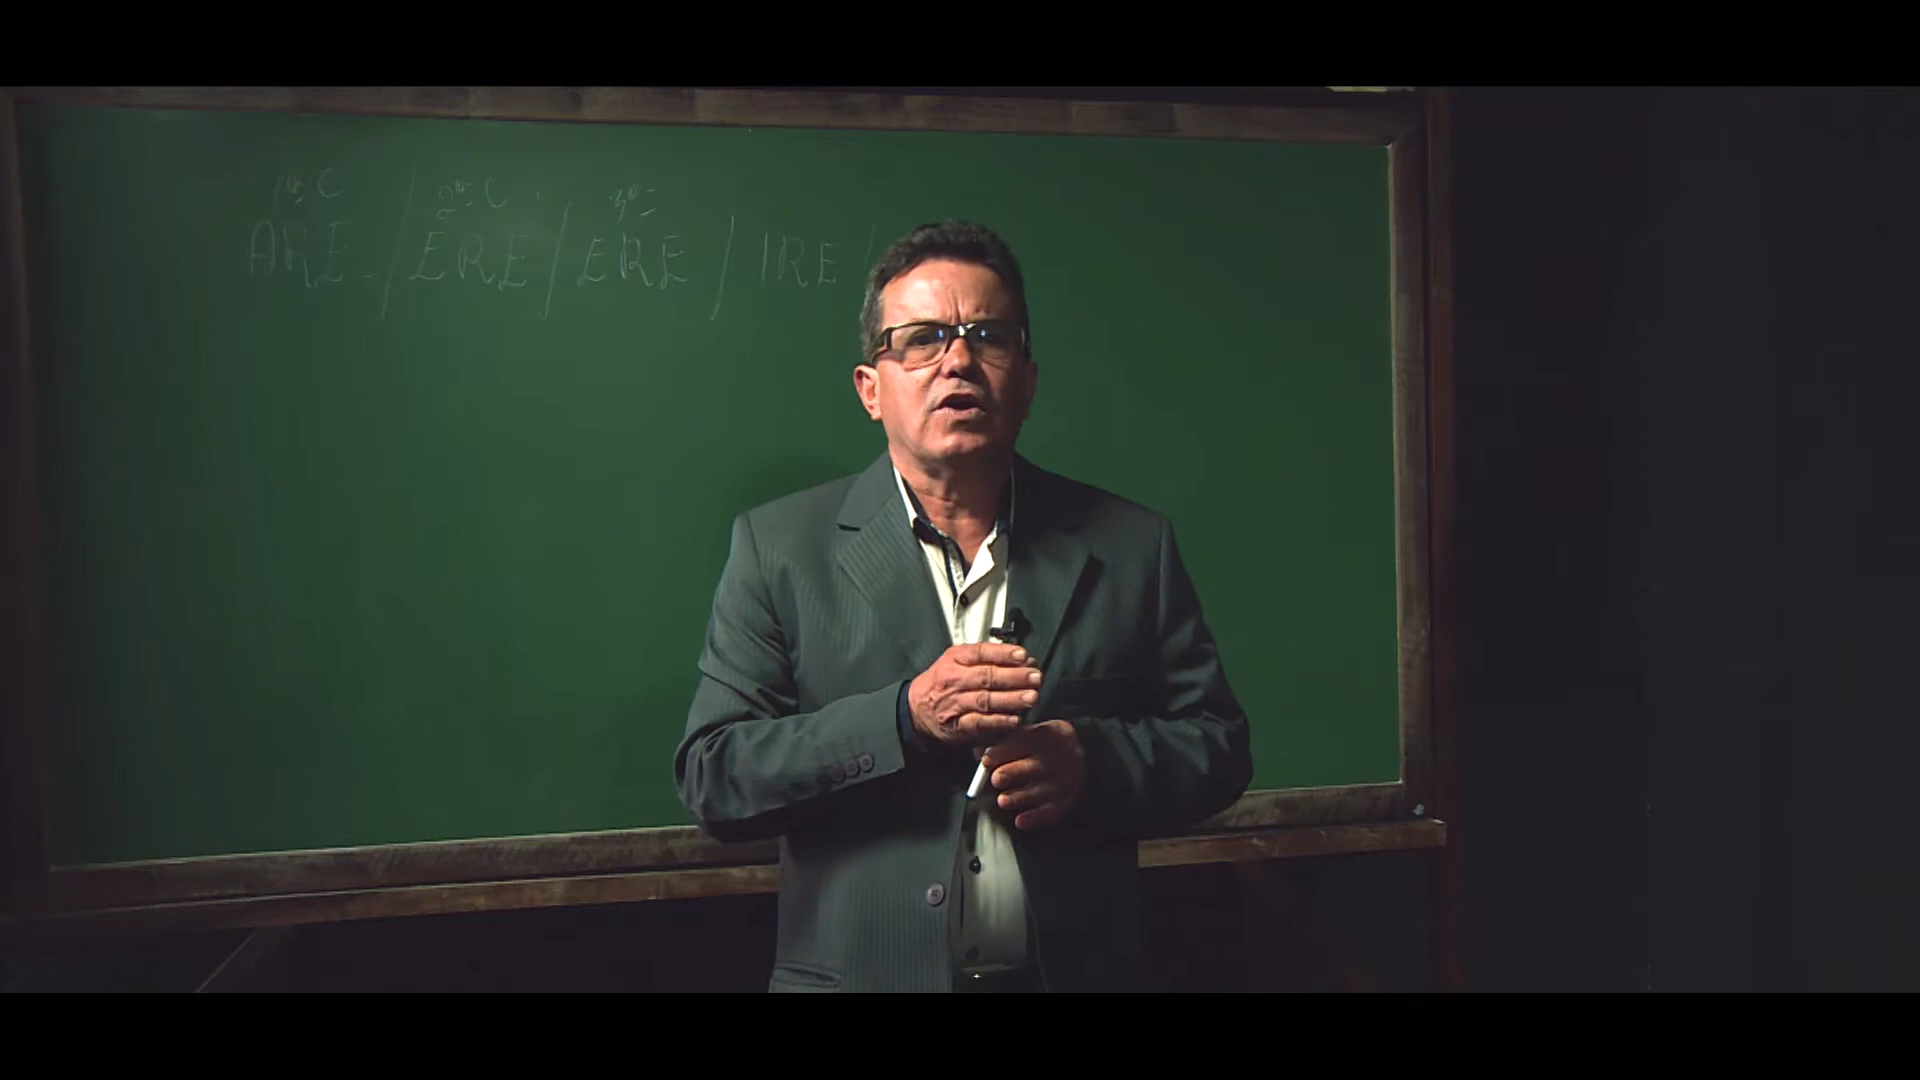 1ª C / 2ª C 3ª
ARE - / ERE / ERE / IRE /